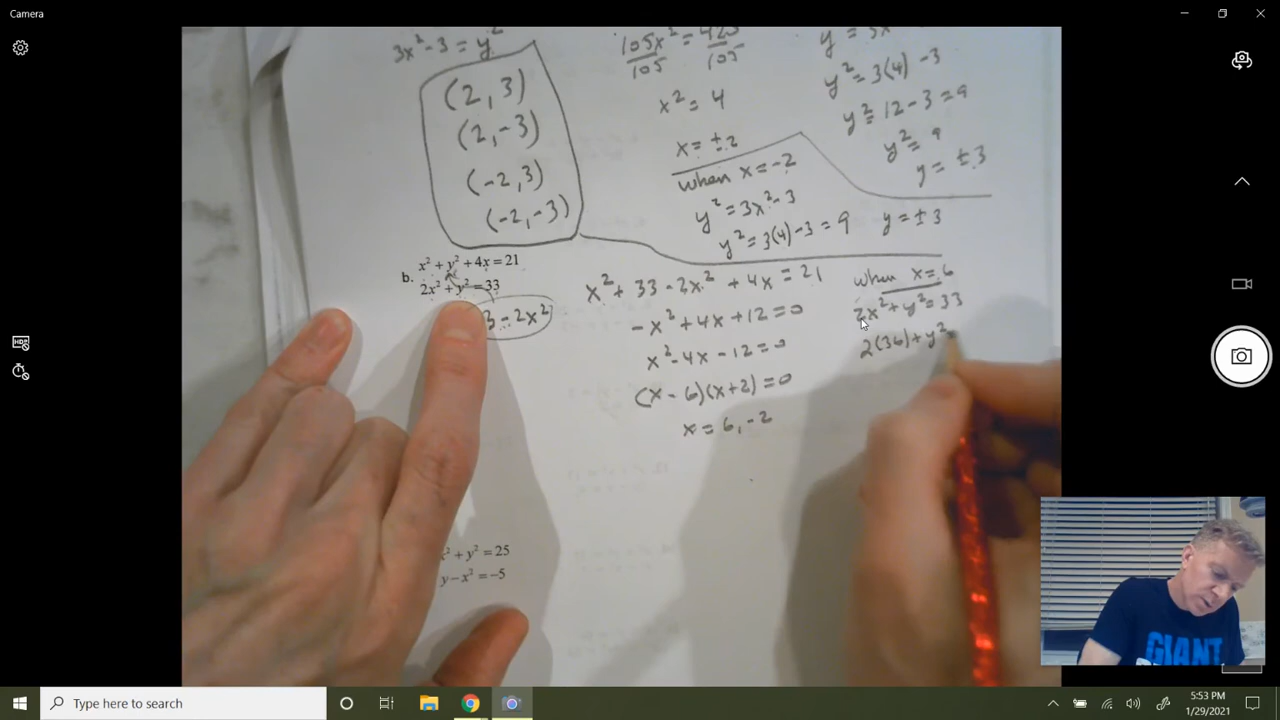 Camera
3x² - 3 = y²
(2, 3)
(2, -3)
(-2, 3)
(-2, -3)
105x² = 420
105 105
x² = 4
x = ±2
when x = -2
y² = 3x² - 3
y² = 3(4) - 3 = 9 y = ±3
y² = 3(4) - 3
y² = 12 - 3 = 9
y² = 9
y = ±3
b. x² + y² + 4x = 21
2x² + y² = 33
3 - 2x²
x² + 33 - 2x² + 4x = 21
-x² + 4x + 12 = 0
x² - 4x - 12 = 0
(x - 6)(x + 2) = 0
x = 6, -2
when x = 6
2x² + y² = 33
2(36) + y² =
x² + y² = 25
y - x² = -5
GIANT
Type here to search
5:53 PM
1/29/2021